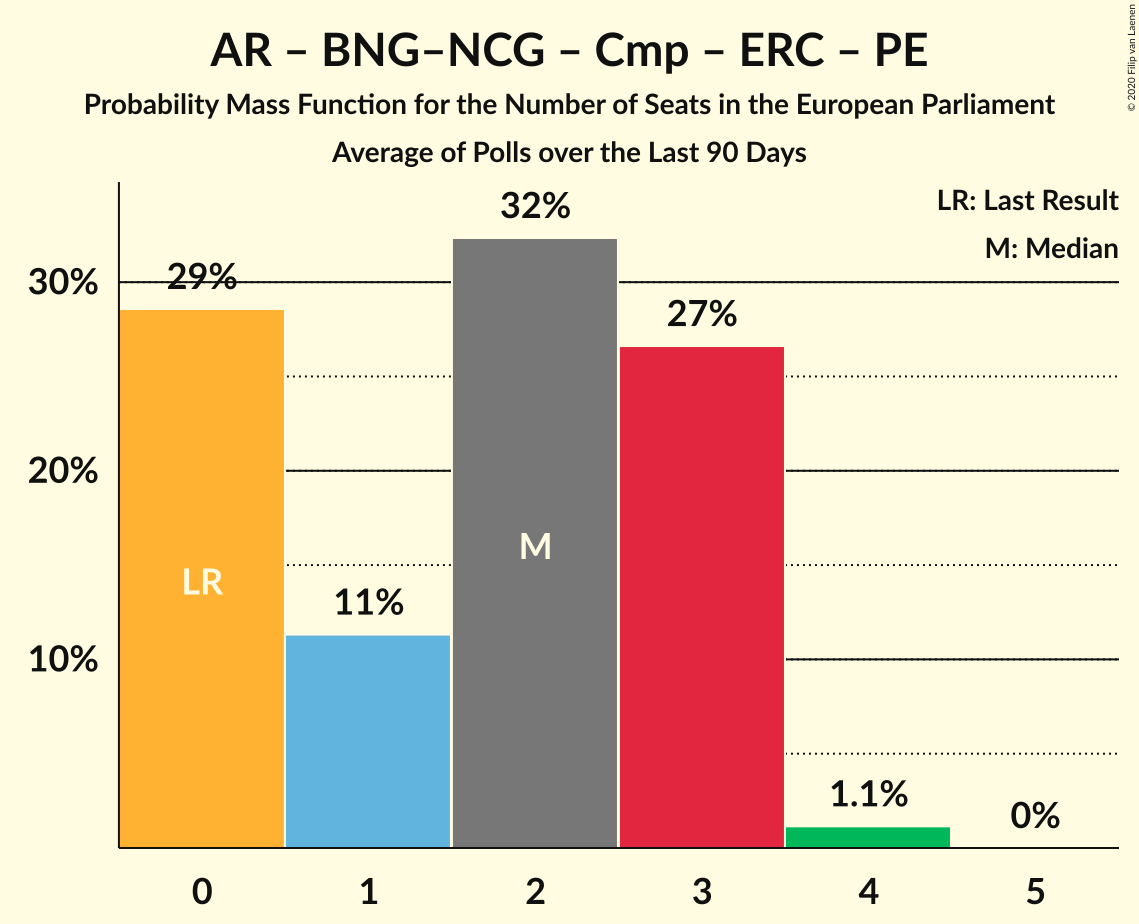 AR – BNG–NCG – Cmp – ERC – PE
Probability Mass Function for the Number of Seats in the European Parliament
Average of Polls over the Last 90 Days
© 2020 Filip van Laenen
LR: Last Result
M: Median
32%
29%
27%
11%
1.1%
0%
30%
20%
10%
LR
M
0 1 2 3 4 5